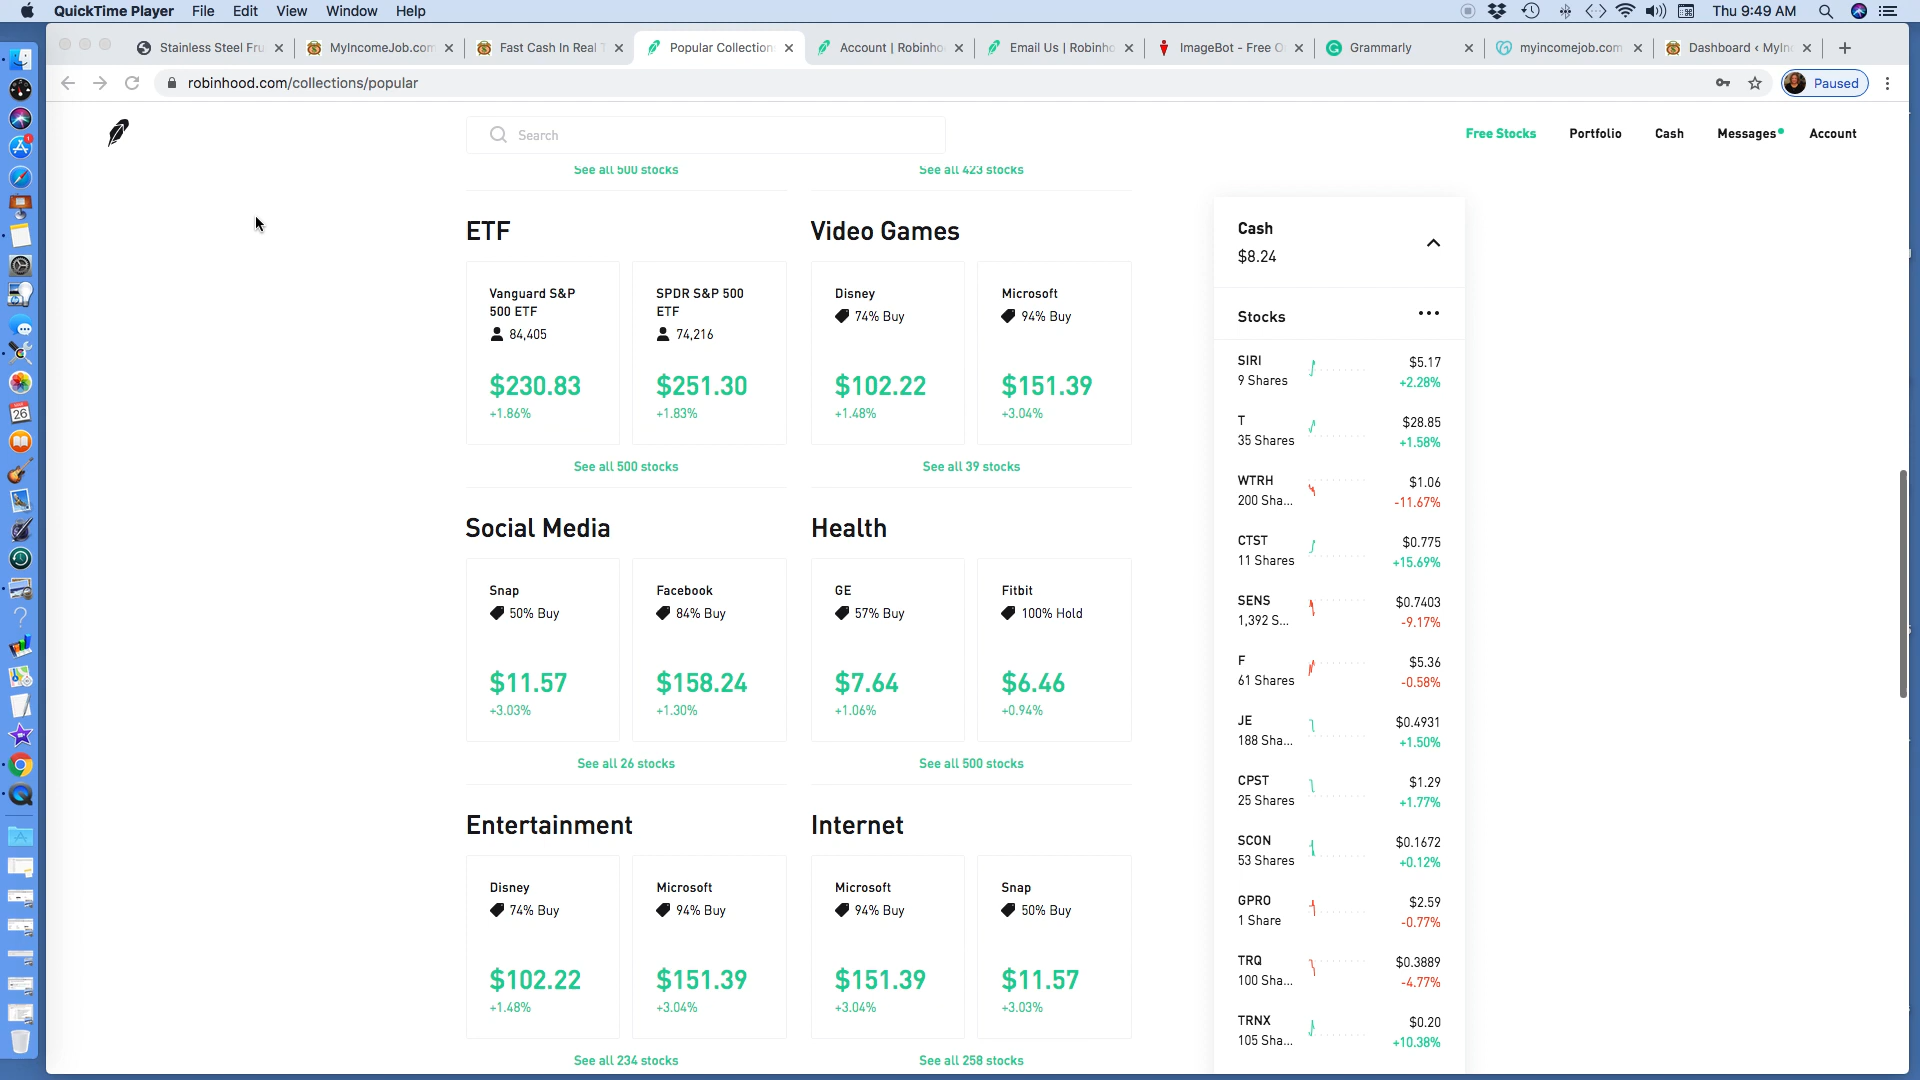 QuickTime Player File Edit View Window Help Thu 9:49 AM
Stainless Steel Fru MyIncomeJob.com Fast Cash In Real T Popular Collection Account | Robinho Email Us | Robinho ImageBot - Free O Grammarly myincomejob.com Dashboard ‹ MyInc
robinhood.com/collections/popular Paused
Search Free Stocks Portfolio Cash Messages Account
See all 500 stocks See all 423 stocks
ETF Video Games
Vanguard S&P
500 ETF
84,405
$230.83
+1.86%
SPDR S&P 500
ETF
74,216
$251.30
+1.83%
Disney
74% Buy
$102.22
+1.48%
Microsoft
94% Buy
$151.39
+3.04%
See all 500 stocks See all 39 stocks
Social Media Health
Snap
50% Buy
$11.57
+3.03%
Facebook
84% Buy
$158.24
+1.30%
GE
57% Buy
$7.64
+1.06%
Fitbit
100% Hold
$6.46
+0.94%
See all 26 stocks See all 500 stocks
Entertainment Internet
Disney
74% Buy
$102.22
+1.48%
Microsoft
94% Buy
$151.39
+3.04%
Microsoft
94% Buy
$151.39
+3.04%
Snap
50% Buy
$11.57
+3.03%
See all 234 stocks See all 258 stocks
Cash
$8.24
Stocks
SIRI $5.17
9 Shares +2.28%
T $28.85
35 Shares +1.58%
WTRH $1.06
200 Sha... -11.67%
CTST $0.775
11 Shares +15.69%
SENS $0.7403
1,392 S... -9.17%
F $5.36
61 Shares -0.58%
JE $0.4931
188 Sha... +1.50%
CPST $1.29
25 Shares +1.77%
SCON $0.1672
53 Shares +0.12%
GPRO $2.59
1 Share -0.77%
TRQ $0.3889
100 Sha... -4.77%
TRNX $0.20
105 Sha... +10.38%
26